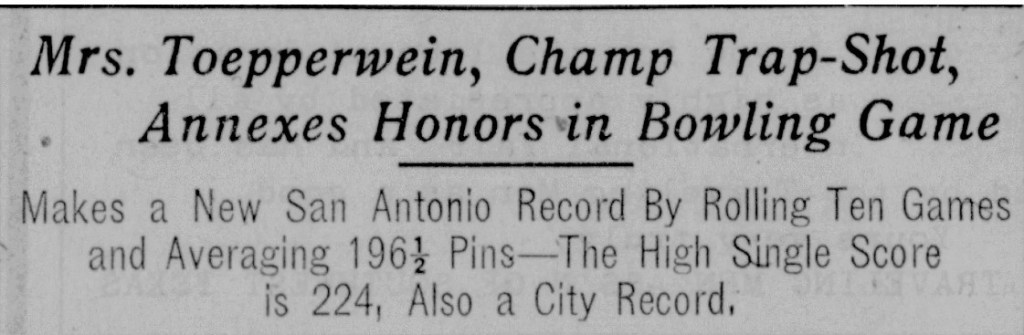 Mrs. Toepperwein, Champ Trap-Shot,
Annexes Honors in Bowling Game
Makes a New San Antonio Record By Rolling Ten Games
and Averaging 196½ Pins—The High Single Score
is 224, Also a City Record.